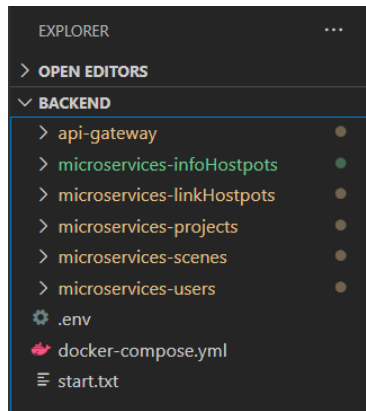 EXPLORER
OPEN EDITORS
BACKEND
api-gateway
microservices-infoHostpots
microservices-linkHostpots
microservices-projects
microservices-scenes
microservices-users
.env
docker-compose.yml
start.txt